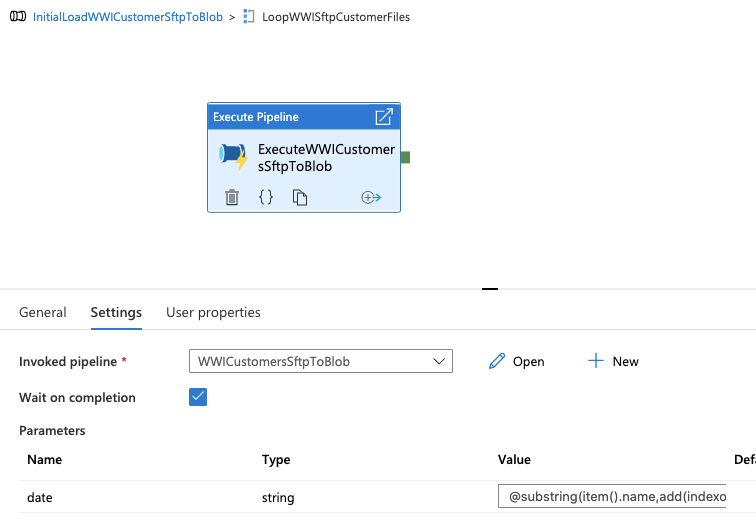 InitialLoadWWICustomerSftpToBlob > LoopWWISftpCustomerFiles
Execute Pipeline
ExecuteWWICustomer
sSftpToBlob
{}
General Settings User properties
Invoked pipeline * WWICustomersSftpToBlob Open New
Wait on completion
Parameters
Name Type Value Defa
date string @substring(item().name,add(indexo